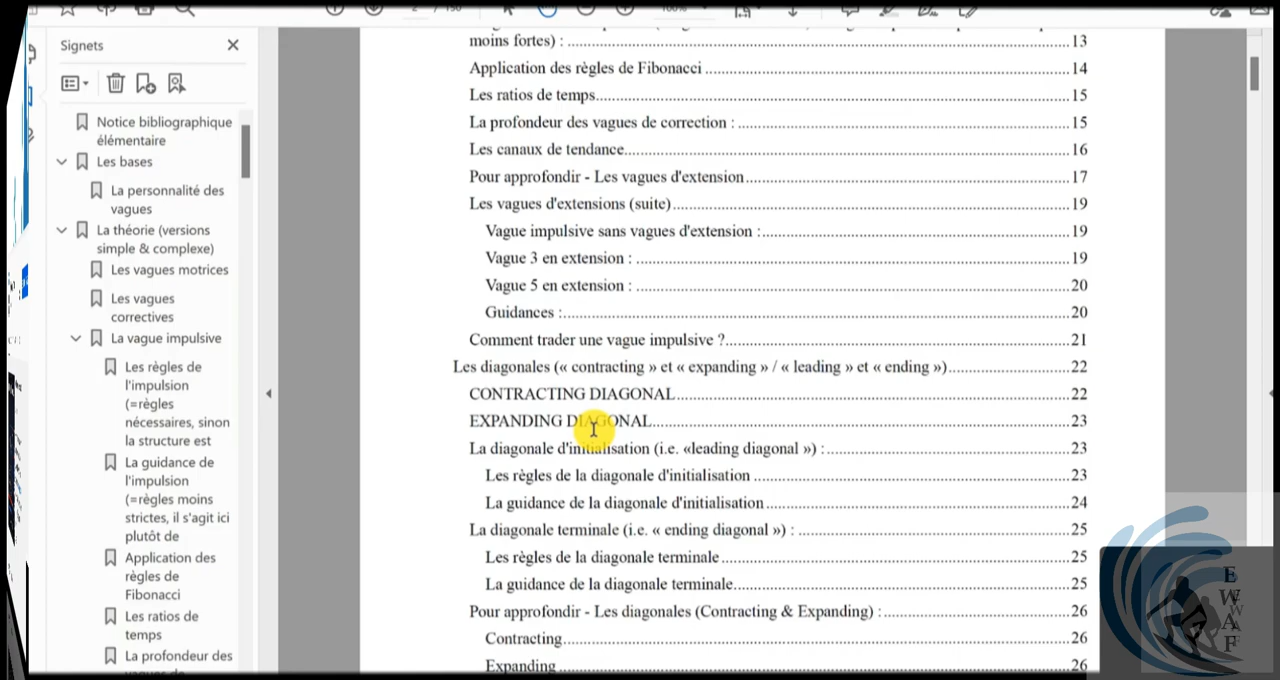 Signets
Notice bibliographique
élémentaire
Les bases
La personnalité des
vagues
La théorie (versions
simple & complexe)
Les vagues motrices
Les vagues
correctives
La vague impulsive
Les règles de
l'impulsion
(=règles
nécessaires, sinon
la structure est
La guidance de
l'impulsion
(=règles moins
strictes, il s'agit ici
plutôt de
Application des
règles de
Fibonacci
Les ratios de
temps
La profondeur des
moins fortes) : 13
Application des règles de Fibonacci 14
Les ratios de temps 15
La profondeur des vagues de correction : 15
Les canaux de tendance 16
Pour approfondir - Les vagues d'extension 17
Les vagues d'extensions (suite) 19
Vague impulsive sans vagues d'extension : 19
Vague 3 en extension : 19
Vague 5 en extension : 20
Guidances : 20
Comment trader une vague impulsive ? 21
Les diagonales (« contracting » et « expanding » / « leading » et « ending ») 22
CONTRACTING DIAGONAL 22
EXPANDING DIAGONAL 23
La diagonale d'initialisation (i.e. «leading diagonal ») : 23
Les règles de la diagonale d'initialisation 23
La guidance de la diagonale d'initialisation 24
La diagonale terminale (i.e. « ending diagonal ») : 25
Les règles de la diagonale terminale 25
La guidance de la diagonale terminale 25
Pour approfondir - Les diagonales (Contracting & Expanding) : 26
Contracting 26
Expanding 26
E
W
A
F